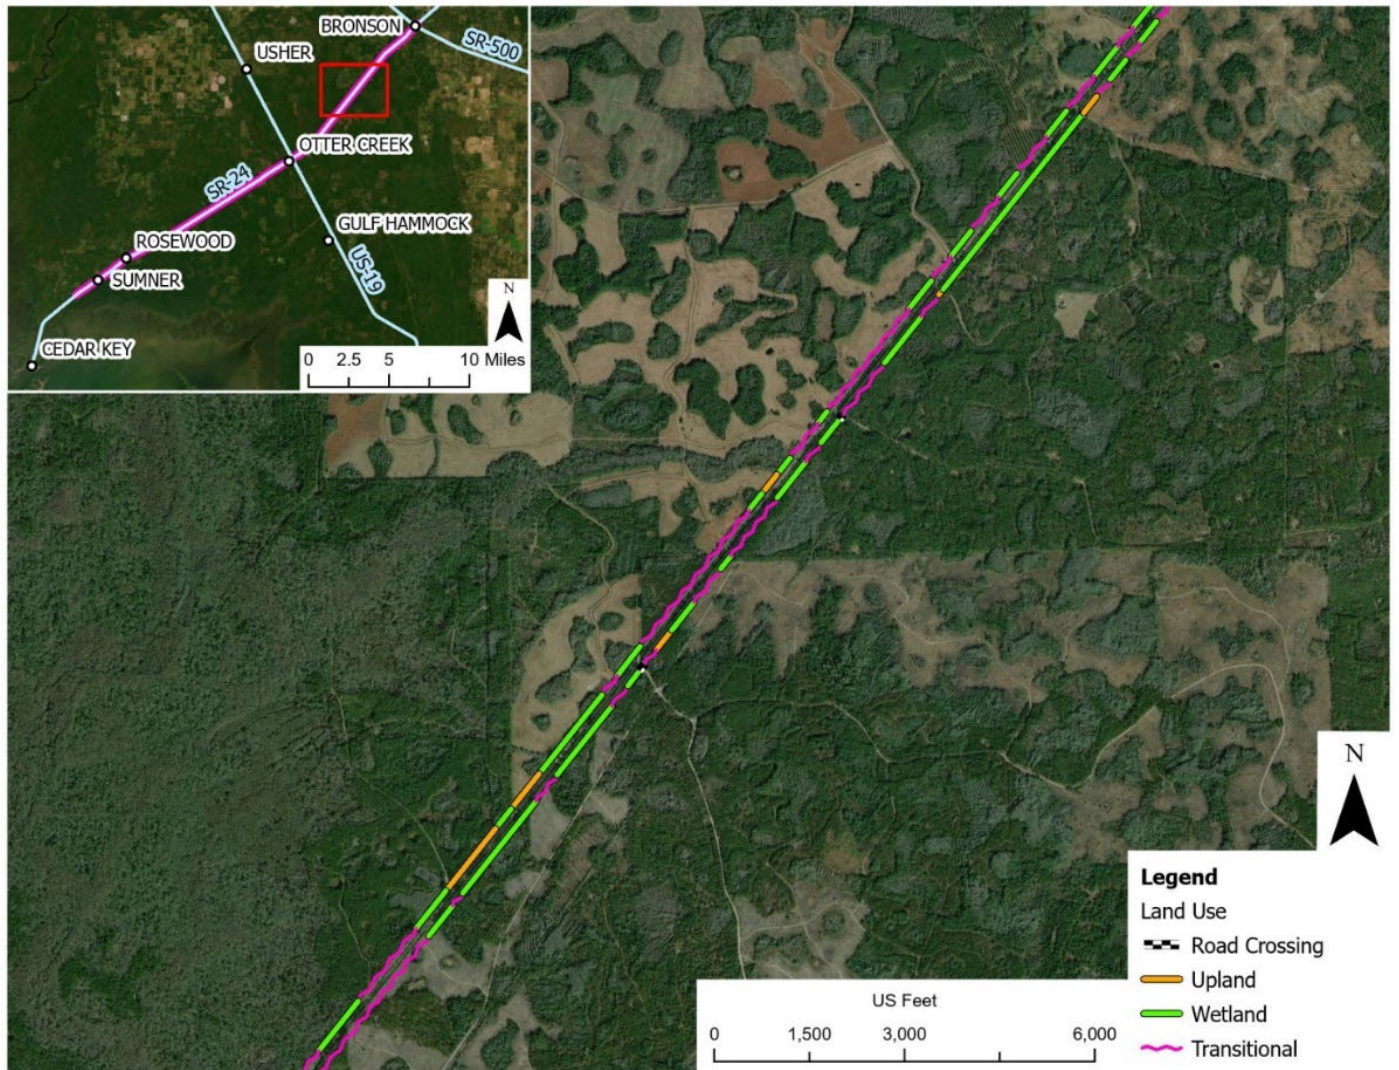 BRONSON
SR-500
USHER
OTTER CREEK
SR-24
GULF HAMMOCK
ROSEWOOD
US-19
SUMNER
N
CEDAR KEY
0 2.5 5 10 Miles
N
Legend
Land Use
Road Crossing
Upland
Wetland
Transitional
US Feet
0 1,500 3,000 6,000